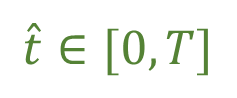 t̂ ∈ [0, T]